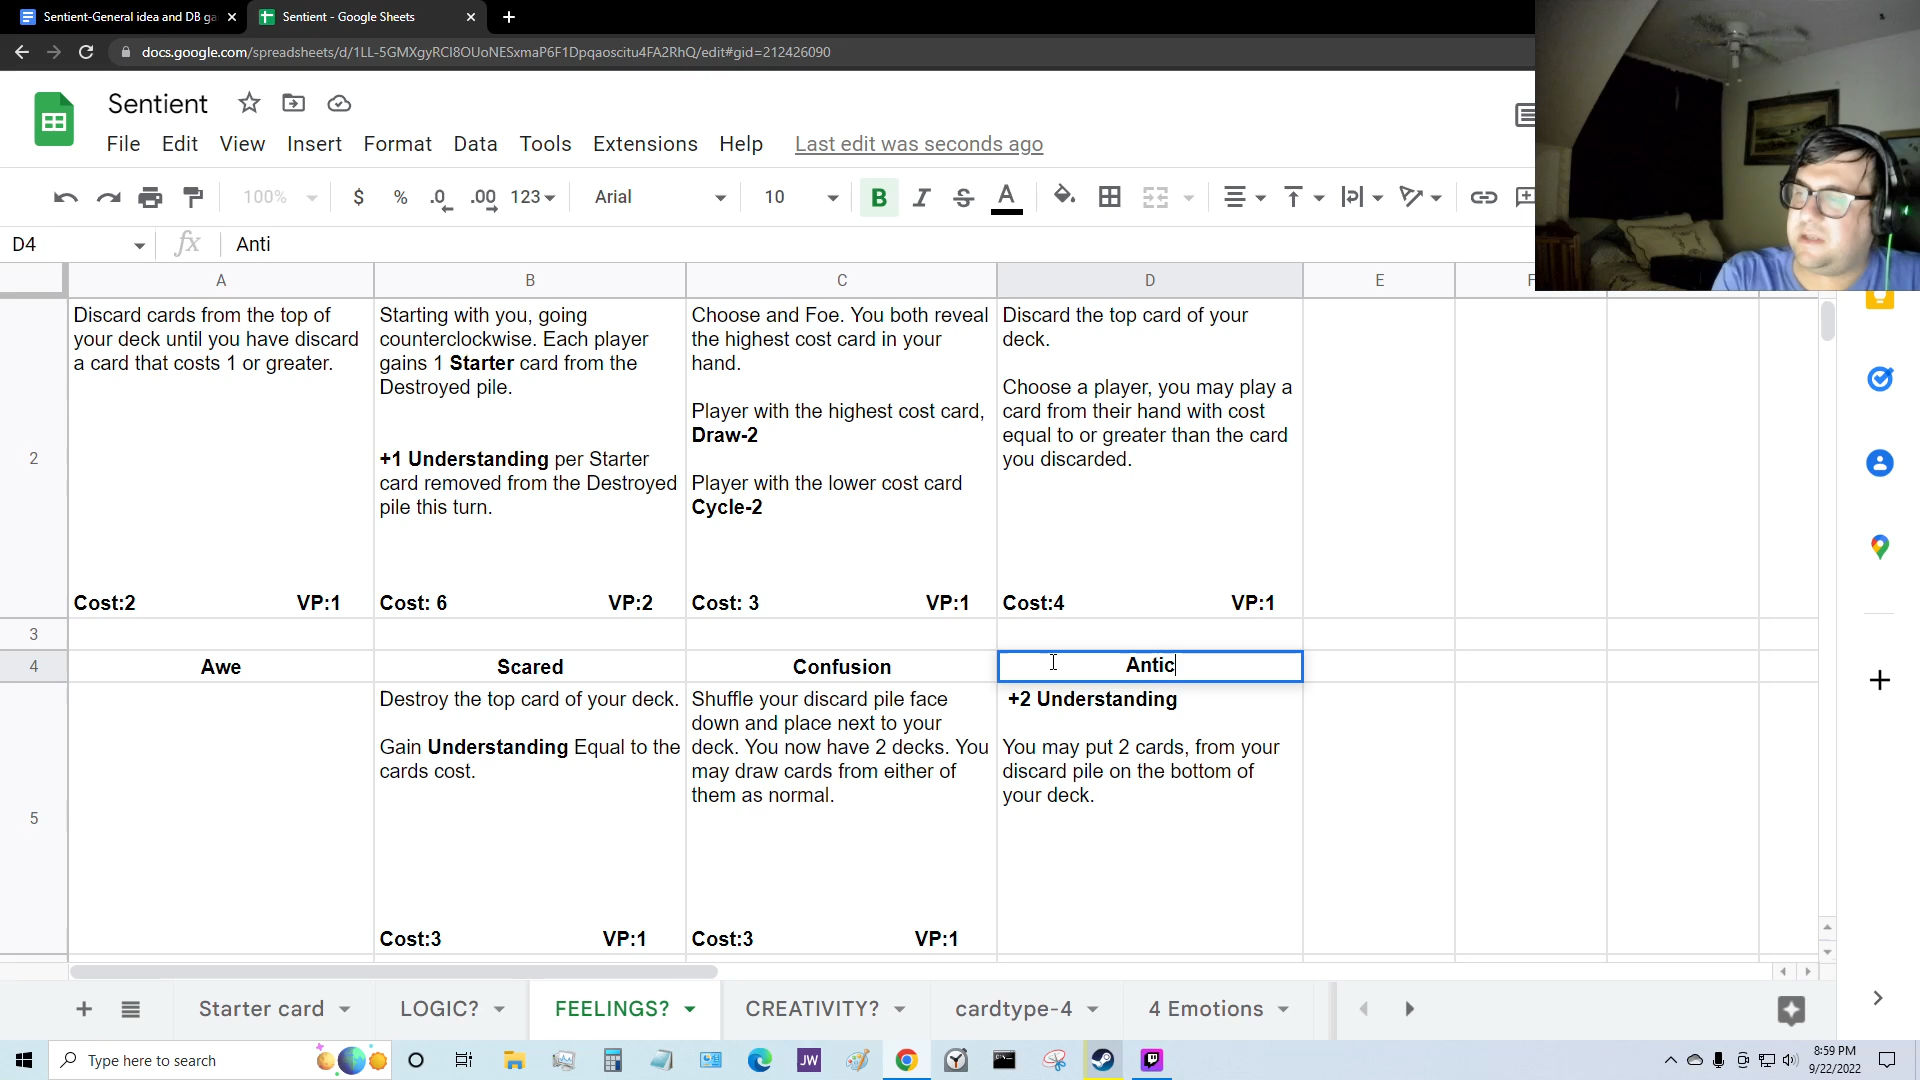 Sentient-General idea and DB ga
Sentient - Google Sheets
docs.google.com/spreadsheets/d/1LL-5GMXgyRCI8OUoNESxmaP6F1Dpqaoscitu4FA2RhQ/edit#gid=212426090
Sentient
File Edit View Insert Format Data Tools Extensions Help Last edit was seconds ago
100% $ % .0 .00 123 Arial 10 B I S A
D4 fx Anti
A B C D E F
Discard cards from the top of
your deck until you have discard
a card that costs 1 or greater.
Cost:2 VP:1
Starting with you, going
counterclockwise. Each player
gains 1 Starter card from the
Destroyed pile.
+1 Understanding per Starter
card removed from the Destroyed
pile this turn.
Cost: 6 VP:2
Choose and Foe. You both reveal
the highest cost card in your
hand.
Player with the highest cost card,
Draw-2
Player with the lower cost card
Cycle-2
Cost: 3 VP:1
Discard the top card of your
deck.
Choose a player, you may play a
card from their hand with cost
equal to or greater than the card
you discarded.
Cost:4 VP:1
2
3
4
Awe Scared Confusion Antic
5
Destroy the top card of your deck.
Gain Understanding Equal to the
cards cost.
Cost:3 VP:1
Shuffle your discard pile face
down and place next to your
deck. You now have 2 decks. You
may draw cards from either of
them as normal.
Cost:3 VP:1
+2 Understanding
You may put 2 cards, from your
discard pile on the bottom of
your deck.
Starter card LOGIC? FEELINGS? CREATIVITY? cardtype-4 4 Emotions
Type here to search
JW
8:59 PM
9/22/2022